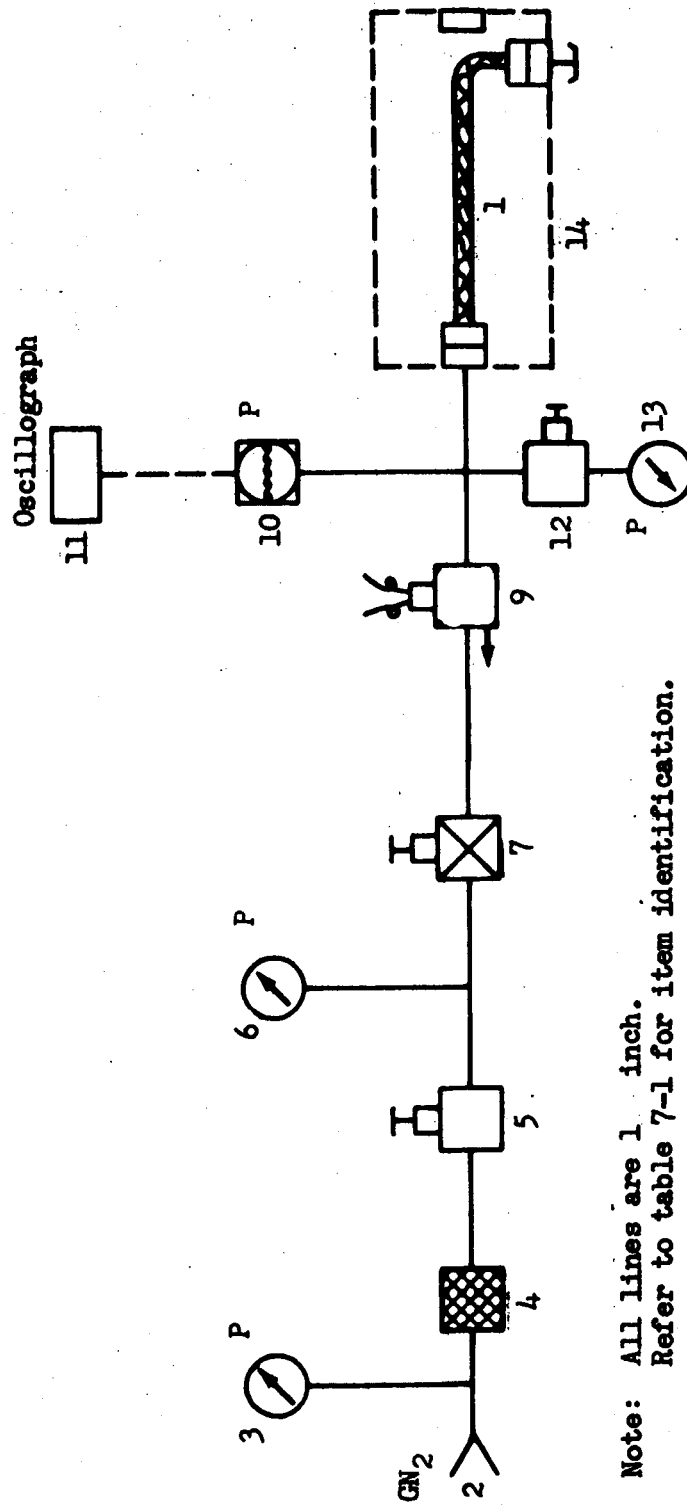 Oscillograph
11
P
10
1
14
9
12
P
13
P
6
7
5
P
3
4
GN2
2
Note: All lines are 1 inch.
Refer to table 7-1 for item identification.